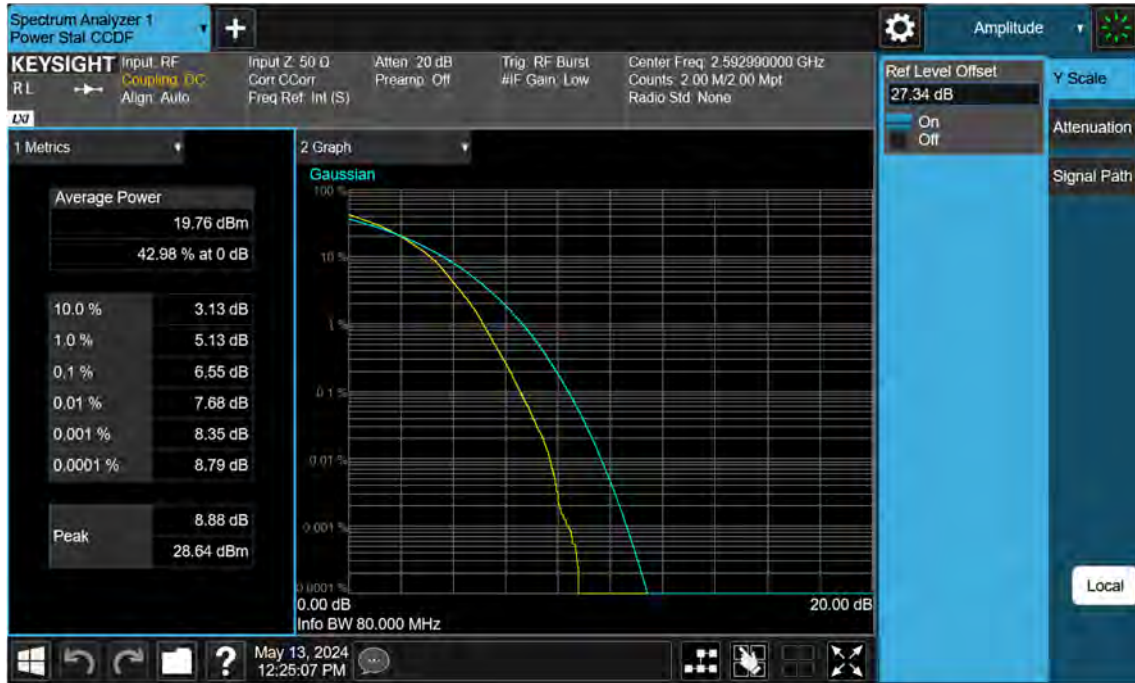 Spectrum Analyzer 1
Power Stat CCDF
+
Amplitude
KEYSIGHT
RL
LXI
Input: RF
Coupling: DC
Align: Auto
Input Z: 50 Ω
Corr CCorr
Freq Ref: Int (S)
Atten: 20 dB
Preamp: Off
Trig: RF Burst
#IF Gain: Low
Center Freq: 2.592990000 GHz
Counts: 2.00 M/2.00 Mpt
Radio Std: None
Ref Level Offset
27.34 dB
On
Off
Y Scale
Attenuation
Signal Path
1 Metrics
Average Power
19.76 dBm
42.98 % at 0 dB
10.0 % 3.13 dB
1.0 % 5.13 dB
0.1 % 6.55 dB
0.01 % 7.68 dB
0.001 % 8.35 dB
0.0001 % 8.79 dB
Peak
8.88 dB
28.64 dBm
2 Graph
Gaussian
100 %
10 %
1 %
0.1 %
0.01 %
0.001 %
0.0001 %
0.00 dB 20.00 dB
Info BW 80.000 MHz
Local
?
May 13, 2024
12:25:07 PM